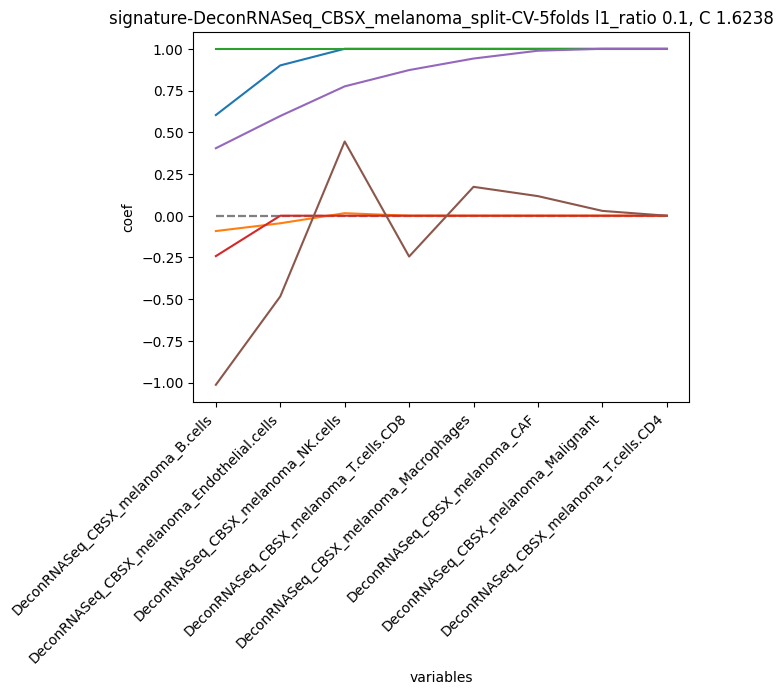 signature-DeconRNASeq_CBSX_melanoma_split-CV-5folds l1_ratio 0.1, C 1.6238
1.00
0.75
0.50
0.25
0.00
−0.25
−0.50
−0.75
−1.00
coef
DeconRNASeq_CBSX_melanoma_B.cells
DeconRNASeq_CBSX_melanoma_Endothelial.cells
DeconRNASeq_CBSX_melanoma_NK.cells
DeconRNASeq_CBSX_melanoma_T.cells.CD8
DeconRNASeq_CBSX_melanoma_Macrophages
DeconRNASeq_CBSX_melanoma_CAF
DeconRNASeq_CBSX_melanoma_Malignant
DeconRNASeq_CBSX_melanoma_T.cells.CD4
variables